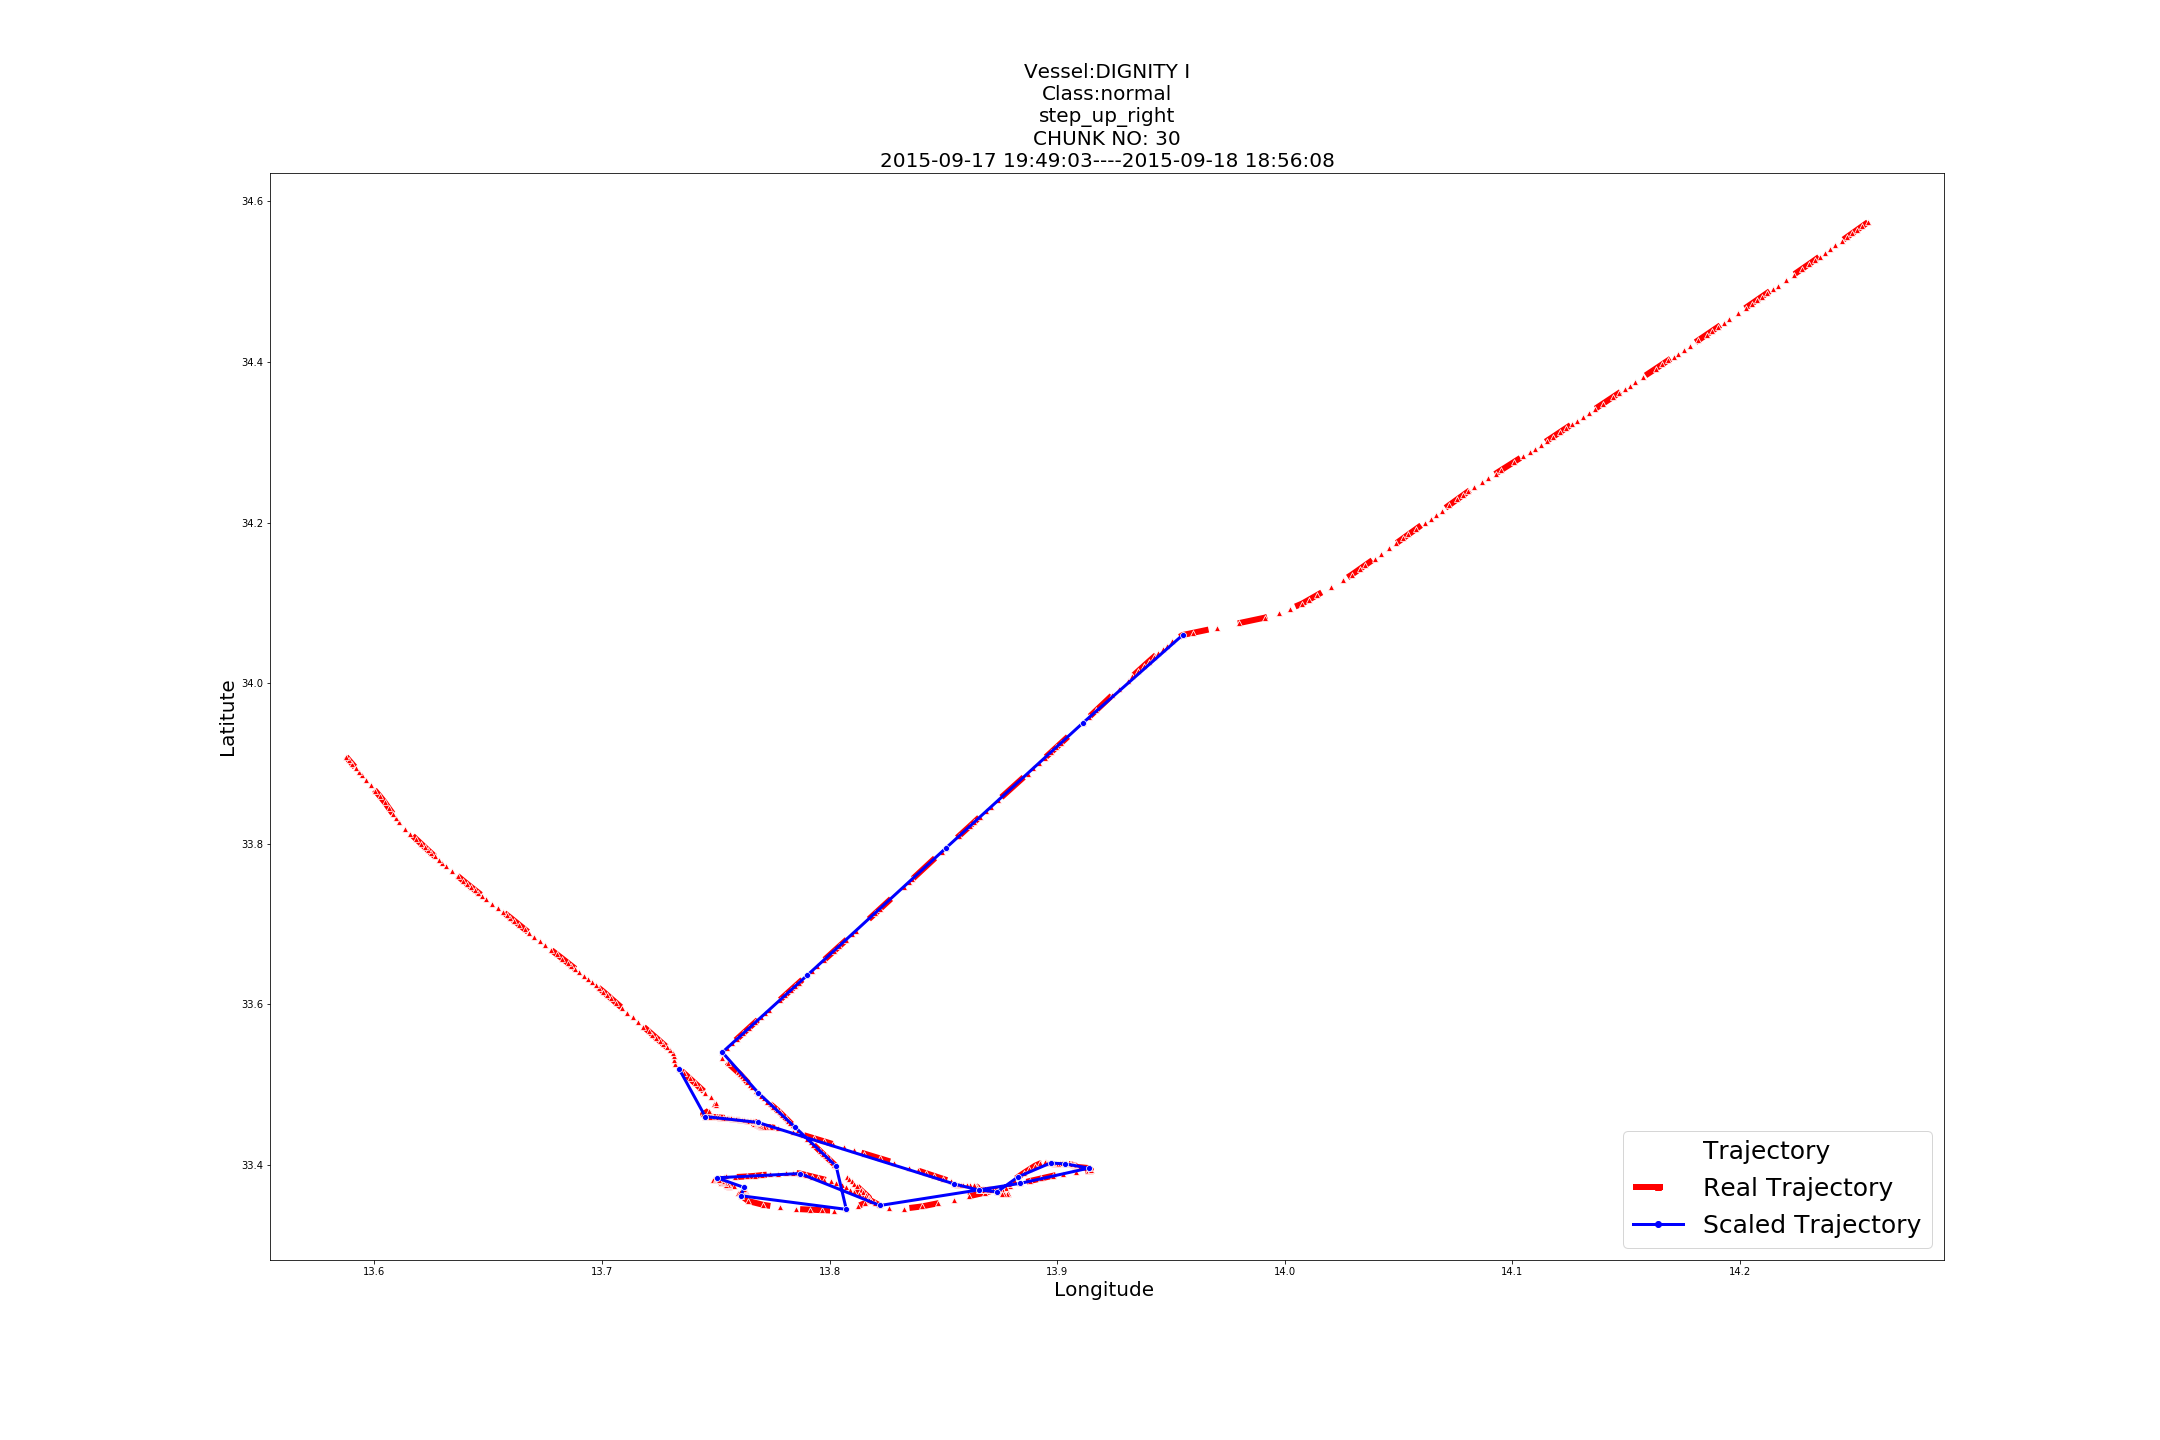 Vessel:DIGNITY I
Class:normal
step_up_right
CHUNK NO: 30
2015-09-17 19:49:03----2015-09-18 18:56:08
Latitute
34.6
34.4
34.2
34.0
33.8
33.6
33.4
13.6 13.7 13.8 13.9 14.0 14.1 14.2
Longitude
Trajectory
Real Trajectory
Scaled Trajectory